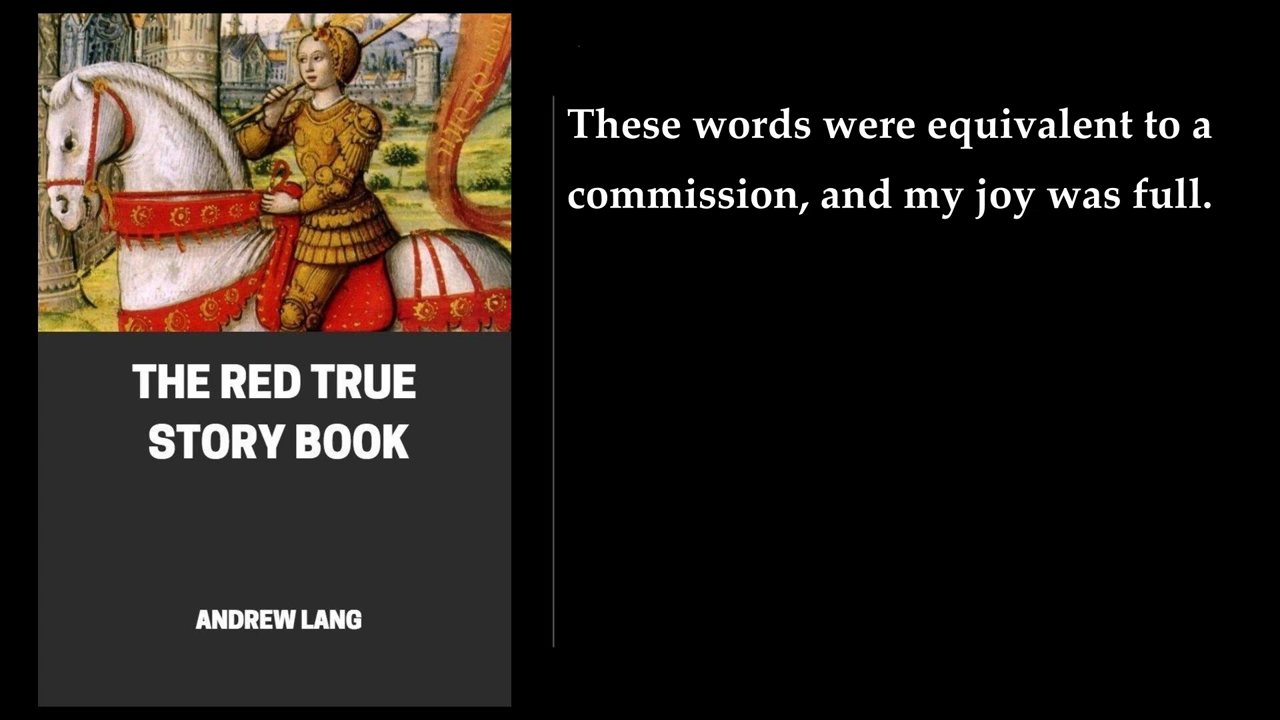 THE RED TRUE
STORY BOOK
ANDREW LANG
These words were equivalent to a
commission, and my joy was full.